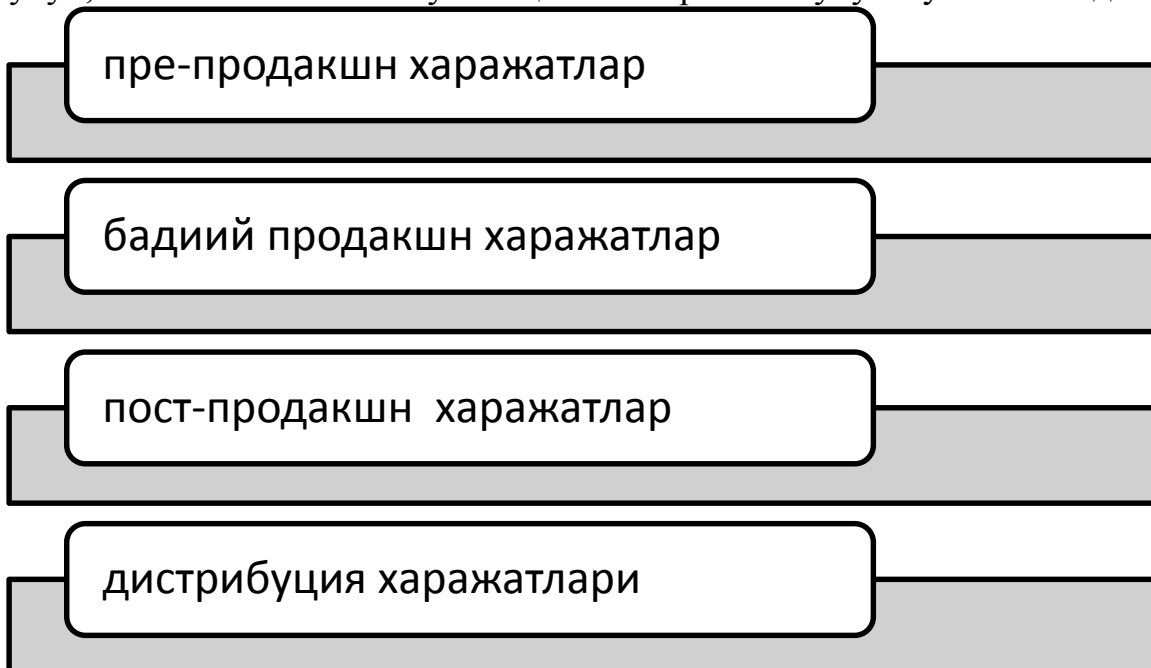 пре-продакшн харажатлар
бадиий продакшн харажатлар
пост-продакшн харажатлар
дистрибуция харажатлари